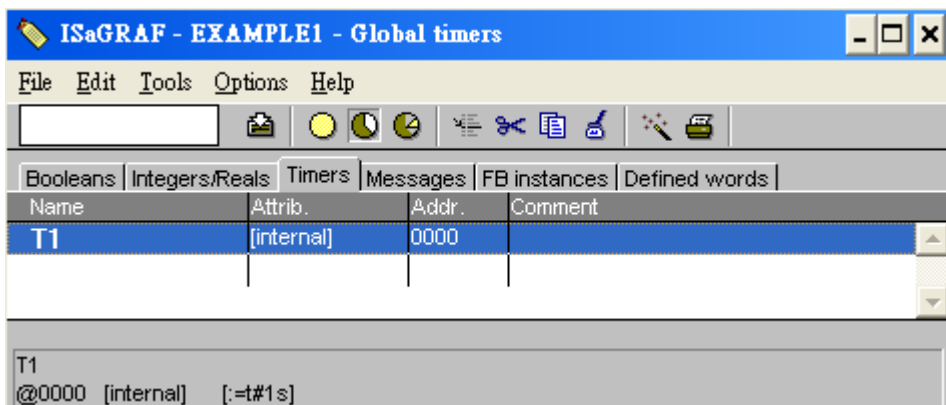 ISaGRAF - EXAMPLE1 - Global timers
File Edit Tools Options Help
Booleans Integers/Reals Timers Messages FB instances Defined words
Name Attrib. Addr. Comment
T1 [internal] 0000
T1
@0000 [internal] [:=t#1s]